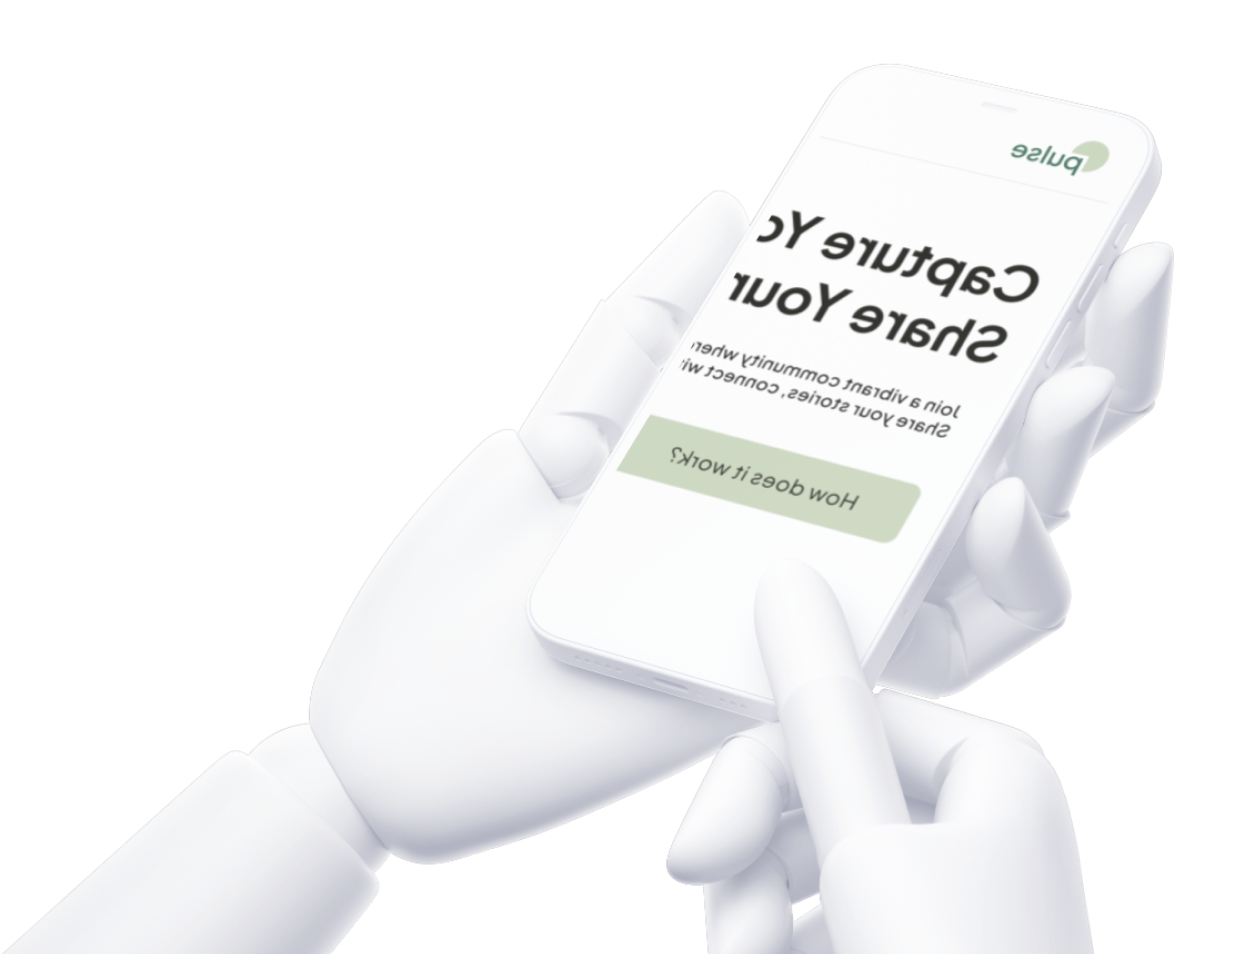 pulse
Capture Yo
Share Your
Join a vibrant community wher
Share your stories, connect wi
How does it work?